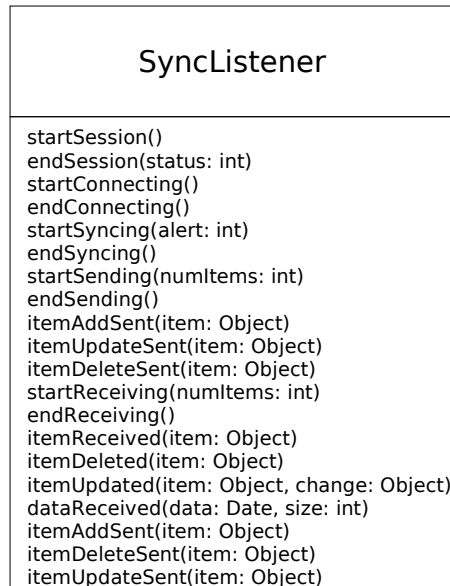 SyncListener
startSession()
endSession(status: int)
startConnecting()
endConnecting()
startSyncing(alert: int)
endSyncing()
startSending(numItems: int)
endSending()
itemAddSent(item: Object)
itemUpdateSent(item: Object)
itemDeleteSent(item: Object)
startReceiving(numItems: int)
endReceiving()
itemReceived(item: Object)
itemDeleted(item: Object)
itemUpdated(item: Object, change: Object)
dataReceived(data: Date, size: int)
itemAddSent(item: Object)
itemDeleteSent(item: Object)
itemUpdateSent(item: Object)